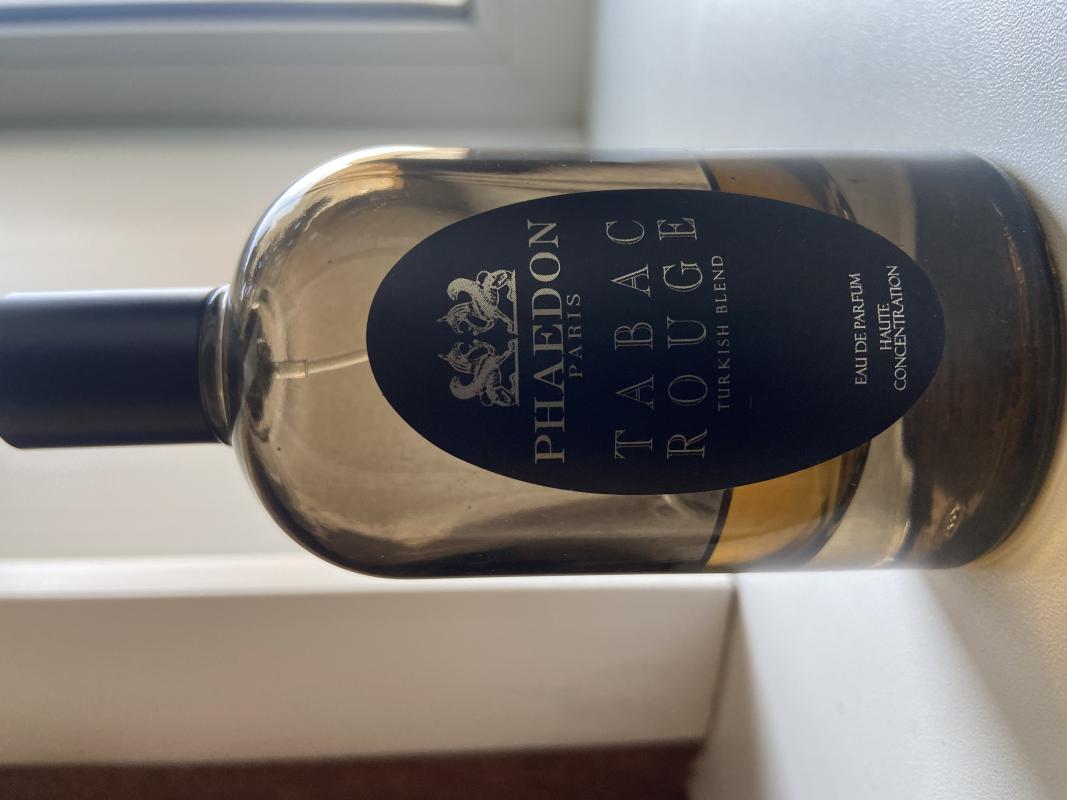 PHAEDON
PARIS
TABAC
ROUGE
TURKISH BLEND
EAU DE PARFUM
HAUTE
CONCENTRATION